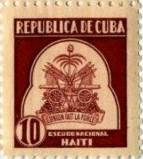 REPUBLICA DE CUBA
L'UNION FAIT LA FORCE
10
ESCUDO NACIONAL
HAITI